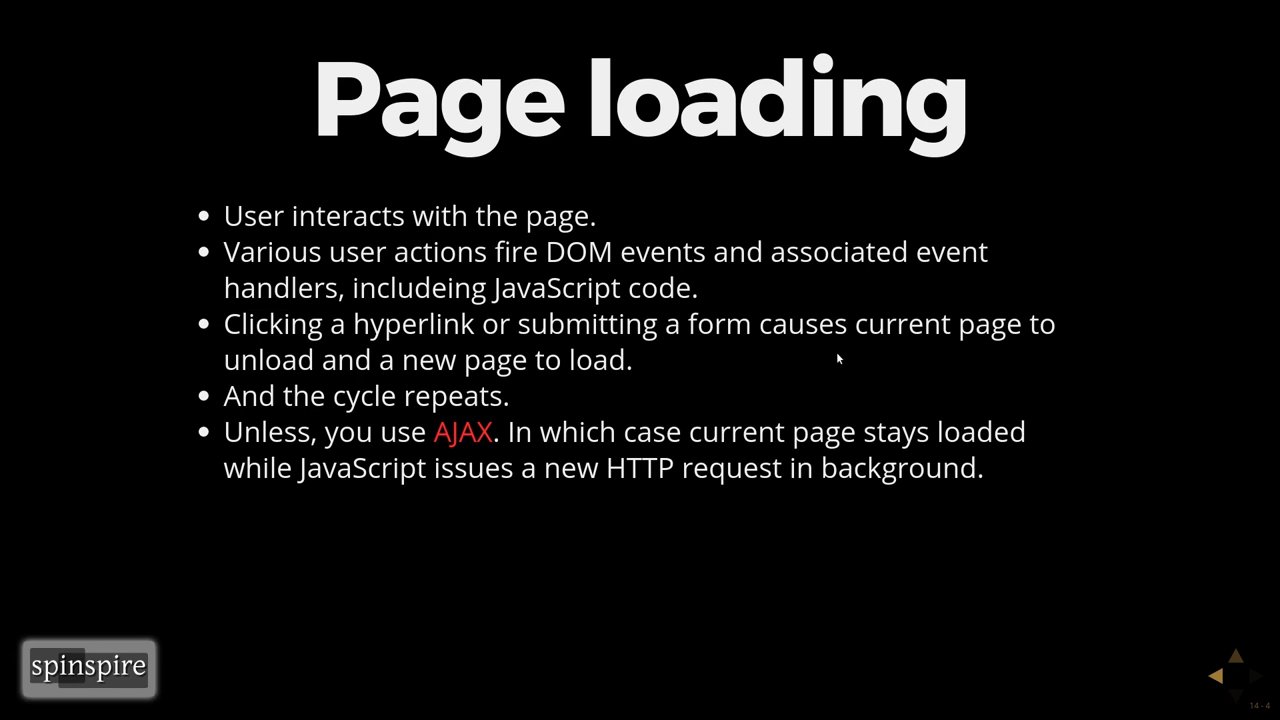 Page loading
User interacts with the page.
Various user actions fire DOM events and associated event
handlers, includeing JavaScript code.
Clicking a hyperlink or submitting a form causes current page to
unload and a new page to load.
And the cycle repeats.
Unless, you use AJAX. In which case current page stays loaded
while JavaScript issues a new HTTP request in background.
spinspire
14 - 4